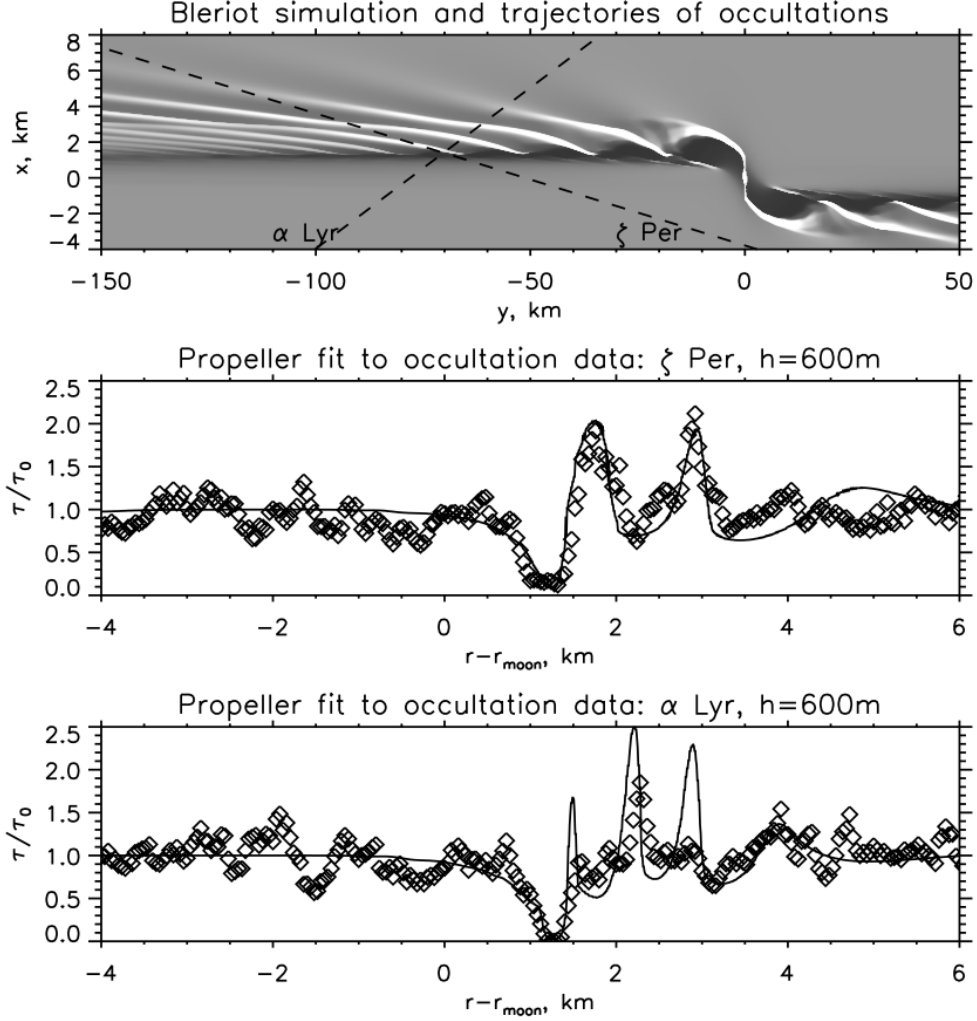 Bleriot simulation and trajectories of occultations
8
6
4
2
0
−2
−4
x, km
α Lyr
ζ Per
−150 −100 −50 0 50
y, km
Propeller fit to occultation data: ζ Per, h=600m
2.5
2.0
1.5
1.0
0.5
0.0
τ/τ₀
−4 −2 0 2 4 6
r−rmoon, km
Propeller fit to occultation data: α Lyr, h=600m
2.5
2.0
1.5
1.0
0.5
0.0
τ/τ₀
−4 −2 0 2 4 6
r−rmoon, km